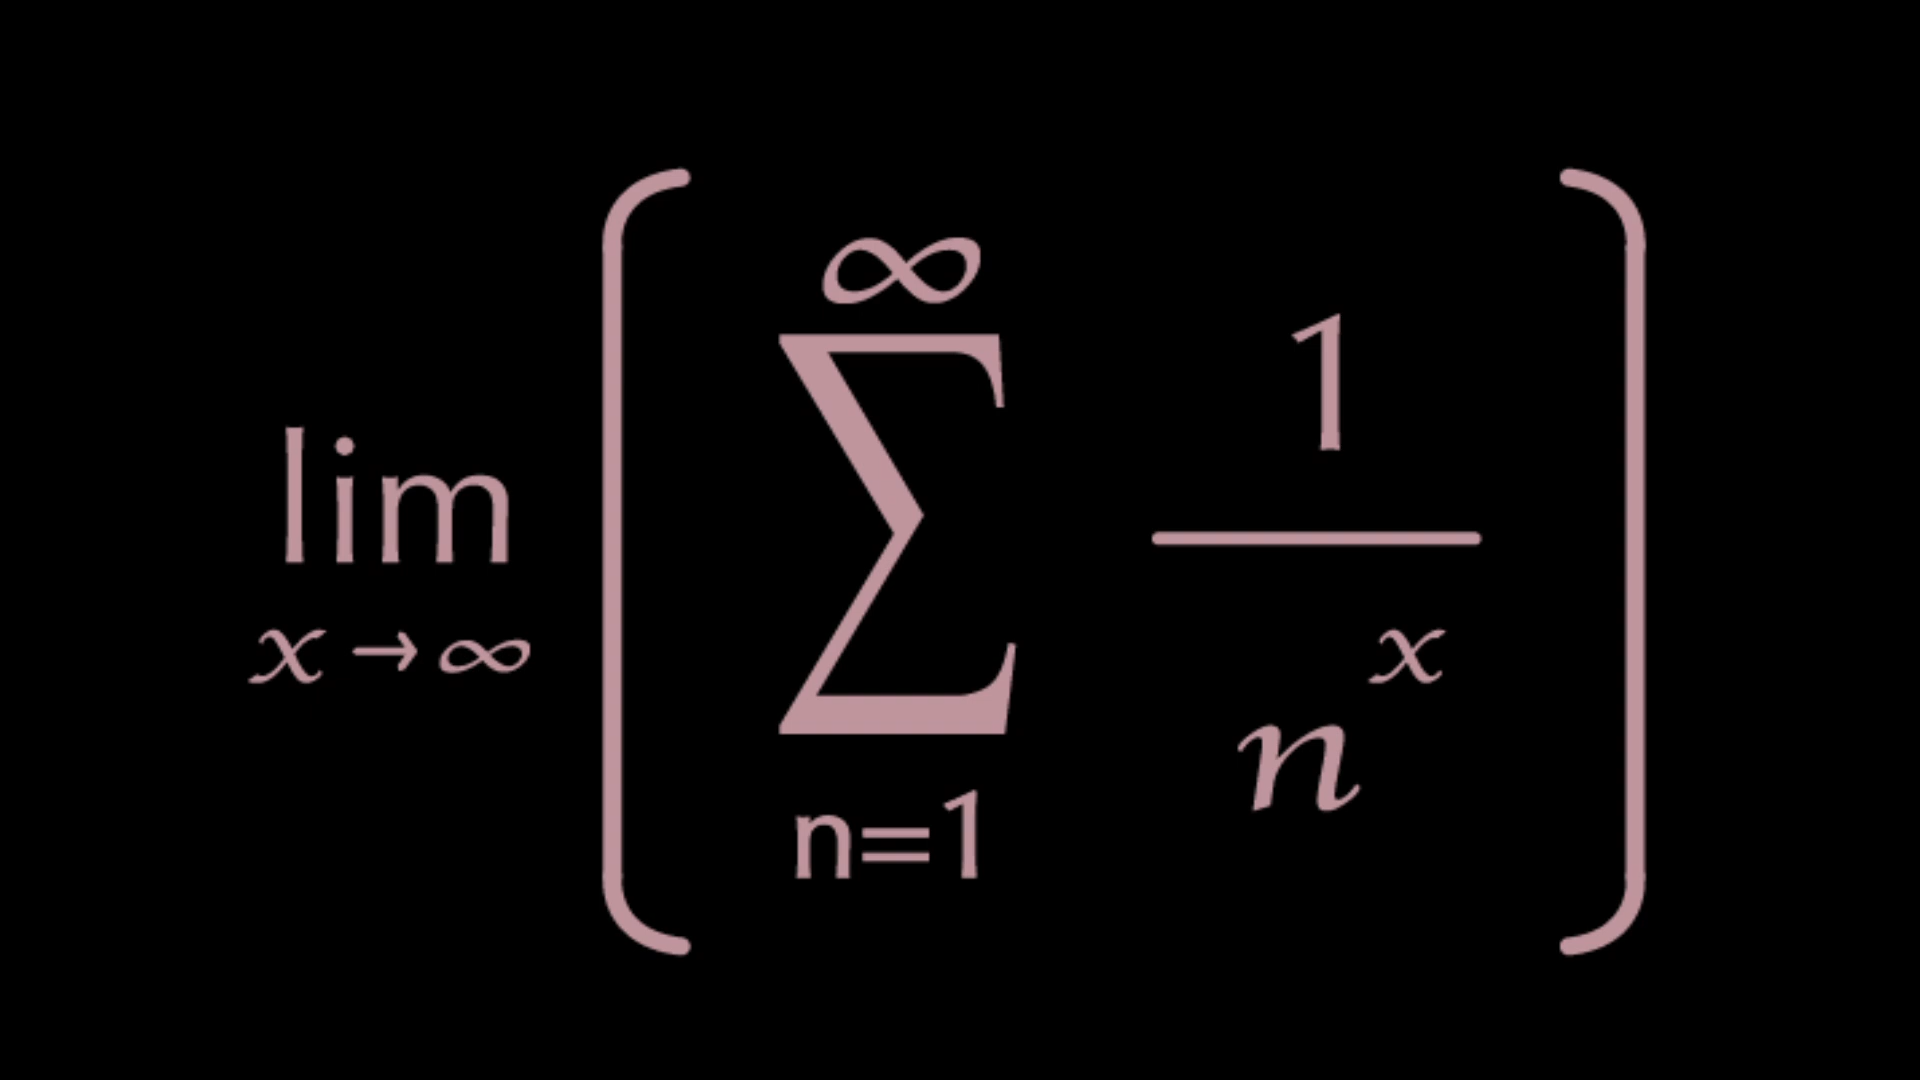 lim x→∞ ( ∞ ∑ n=1 1 / n^x )